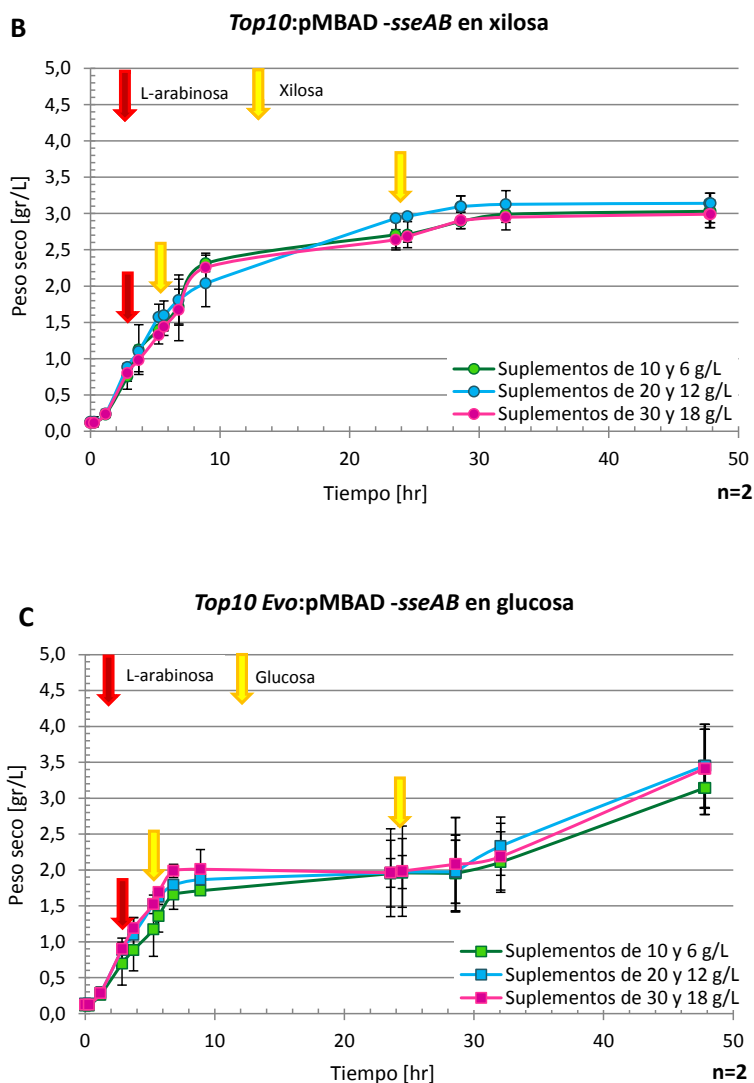 B
Top10:pMBAD -sseAB en xilosa
5,0
4,5
4,0
3,5
3,0
2,5
2,0
1,5
1,0
0,5
0,0
Peso seco [gr/L]
L-arabinosa
Xilosa
Suplementos de 10 y 6 g/L
Suplementos de 20 y 12 g/L
Suplementos de 30 y 18 g/L
0 10 20 30 40 50
Tiempo [hr]
n=2
C
Top10 Evo:pMBAD -sseAB en glucosa
5,0
4,5
4,0
3,5
3,0
2,5
2,0
1,5
1,0
0,5
0,0
Peso seco [gr/L]
L-arabinosa
Glucosa
Suplementos de 10 y 6 g/L
Suplementos de 20 y 12 g/L
Suplementos de 30 y 18 g/L
0 10 20 30 40 50
Tiempo [hr]
n=2